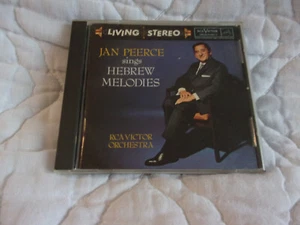 LIVING STEREO
JAN PEERCE
sings
HEBREW
MELODIES
RCA VICTOR
ORCHESTRA